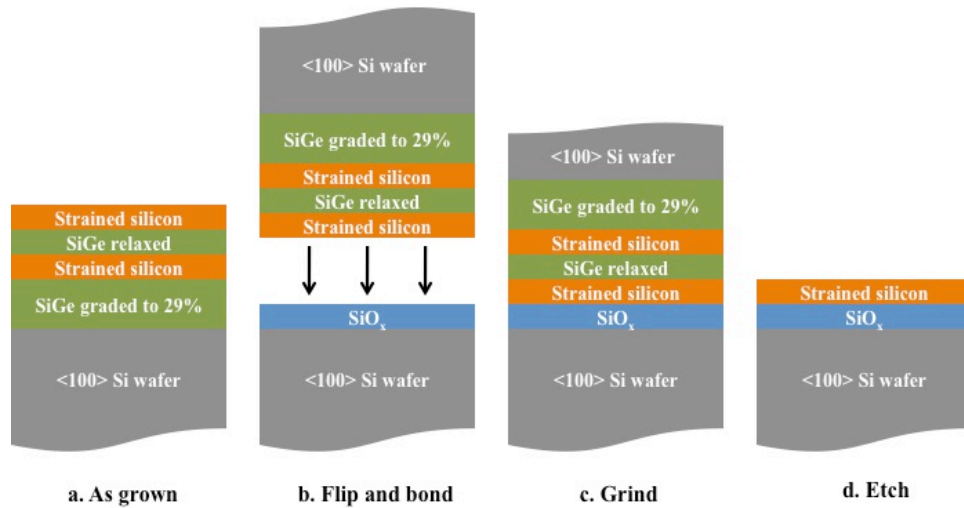 Strained silicon
SiGe relaxed
Strained silicon
SiGe graded to 29%
<100> Si wafer
a. As grown
<100> Si wafer
SiGe graded to 29%
Strained silicon
SiGe relaxed
Strained silicon
SiOx
<100> Si wafer
b. Flip and bond
<100> Si wafer
SiGe graded to 29%
Strained silicon
SiGe relaxed
Strained silicon
SiOx
<100> Si wafer
c. Grind
Strained silicon
SiOx
<100> Si wafer
d. Etch